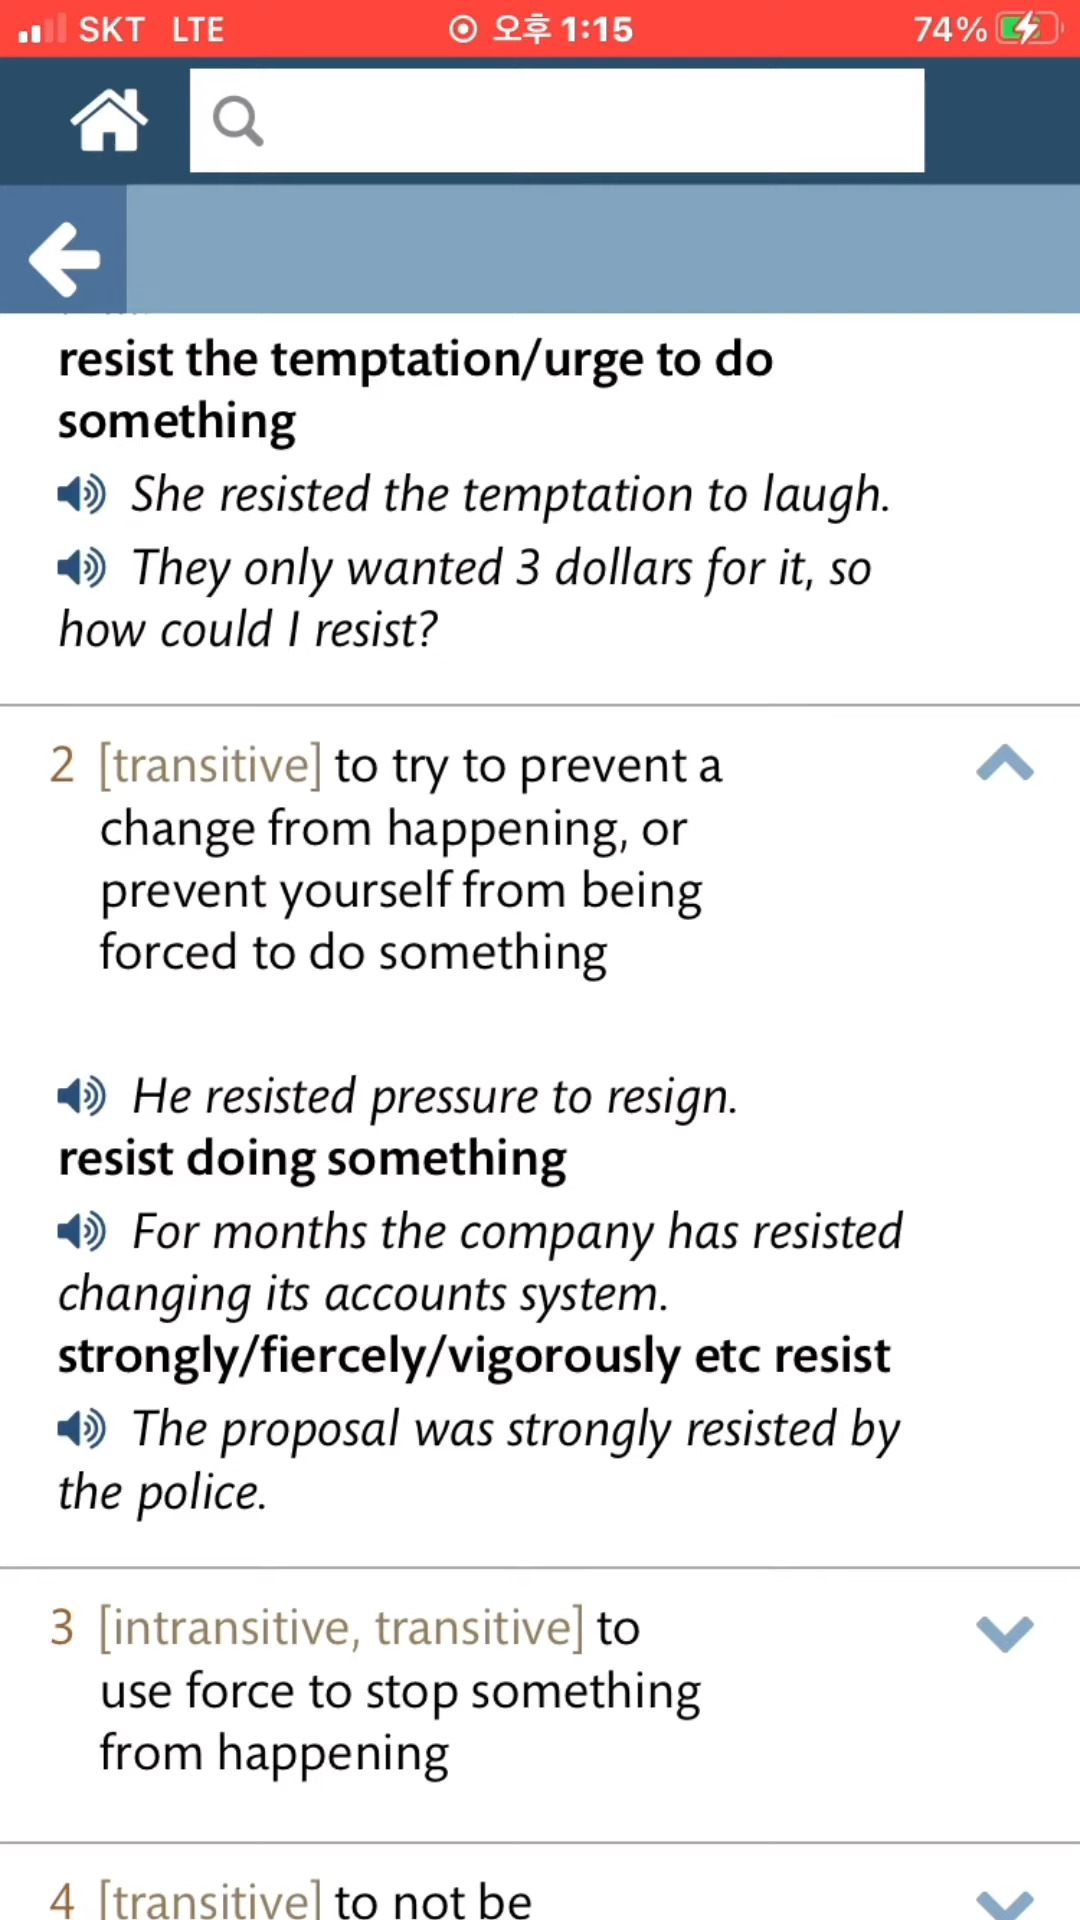 SKT LTE 오후 1:15 74%
resist the temptation/urge to do
something
She resisted the temptation to laugh.
They only wanted 3 dollars for it, so
how could I resist?
2 [transitive] to try to prevent a
change from happening, or
prevent yourself from being
forced to do something
He resisted pressure to resign.
resist doing something
For months the company has resisted
changing its accounts system.
strongly/fiercely/vigorously etc resist
The proposal was strongly resisted by
the police.
3 [intransitive, transitive] to
use force to stop something
from happening
4 [transitive] to not be